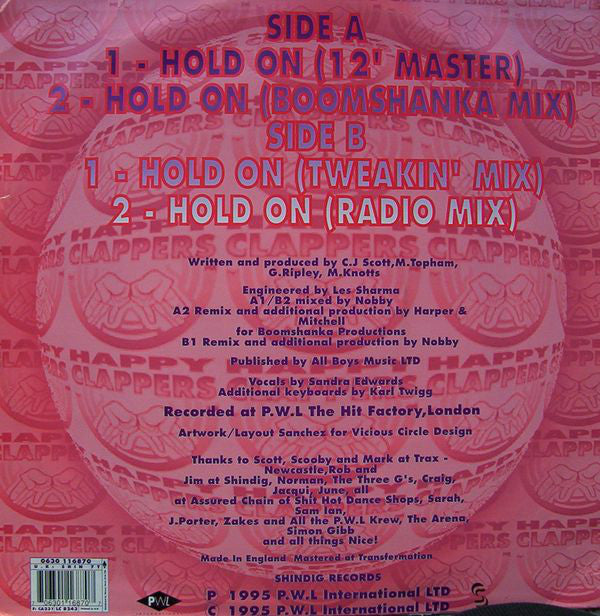 SIDE A
1 - HOLD ON (12' MASTER)
2 - HOLD ON (BOOMSHANKA MIX)
SIDE B
1 - HOLD ON (TWEAKIN' MIX)
2 - HOLD ON (RADIO MIX)
HAPPY
CLAPPERS
Written and produced by C.J Scott,M.Topham,
G.Ripley, M.Knotts
Engineered by Les Sharma
A1/B2 mixed by Nobby
A2 Remix and additional production by Harper &
Mitchell
for Boomshanka Productions
B1 Remix and additional production by Nobby
Published by All Boys Music LTD
Vocals by Sandra Edwards
Additional keyboards by Karl Twigg
Recorded at P.W.L The Hit Factory,London
Artwork/Layout Sanchez for Vicious Circle Design
Thanks to Scott, Scooby and Mark at Trax -
Newcastle,Rob and
Jim at Shindig, Norman, The Three G's, Craig,
Jacqui, June, all
at Assured Chain of Shit Hot Dance Shops, Sarah,
Sam Ian,
J.Porter, Zakes and All the P.W.L Krew, The Arena,
Simon Gibb
and all things Nice!
Made In England Mastered at Transfermation
SHINDIG RECORDS
P 1995 P.W.L International LTD
C 1995 P.W.L International LTD
0630 116870
PWL